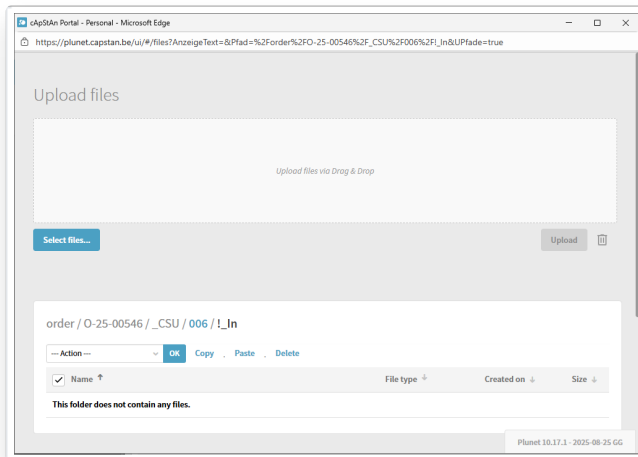 cApStAn Portal - Personal - Microsoft Edge
https://plunet.capstan.be/ui/#/files?AnzeigeText=&Pfad=%2Forder%2FO-25-00546%2F_CSU%2F006%2F!_In&UPfade=true
Upload files
Upload files via Drag & Drop
Select files...
Upload
order / O-25-00546 / _CSU / 006 / !_In
--- Action ---
OK
Copy , Paste , Delete
Name ↑ File type ↓ Created on ↓ Size ↓
This folder does not contain any files.
Plunet 10.17.1 - 2025-08-25 GG